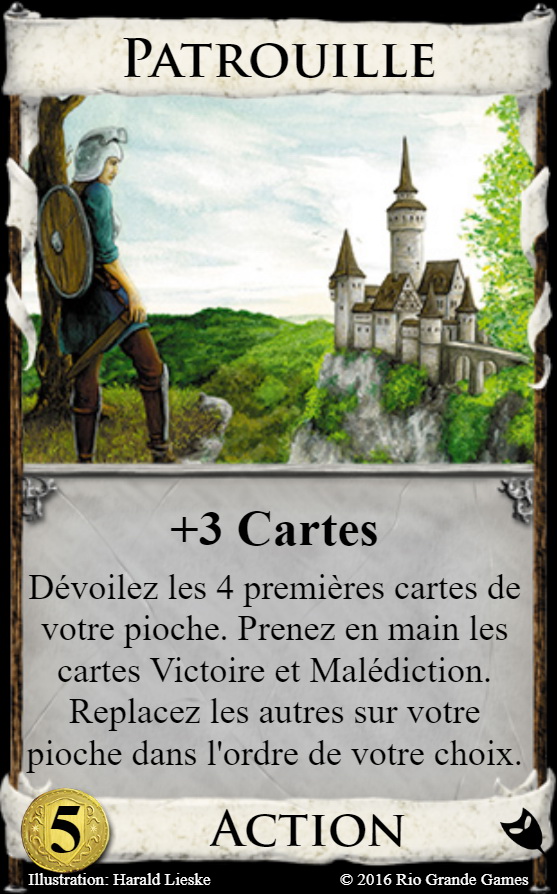 PATROUILLE
+3 Cartes
Dévoilez les 4 premières cartes de
votre pioche. Prenez en main les
cartes Victoire et Malédiction.
Replacez les autres sur votre
pioche dans l'ordre de votre choix.
5
ACTION
Illustration: Harald Lieske
© 2016 Rio Grande Games